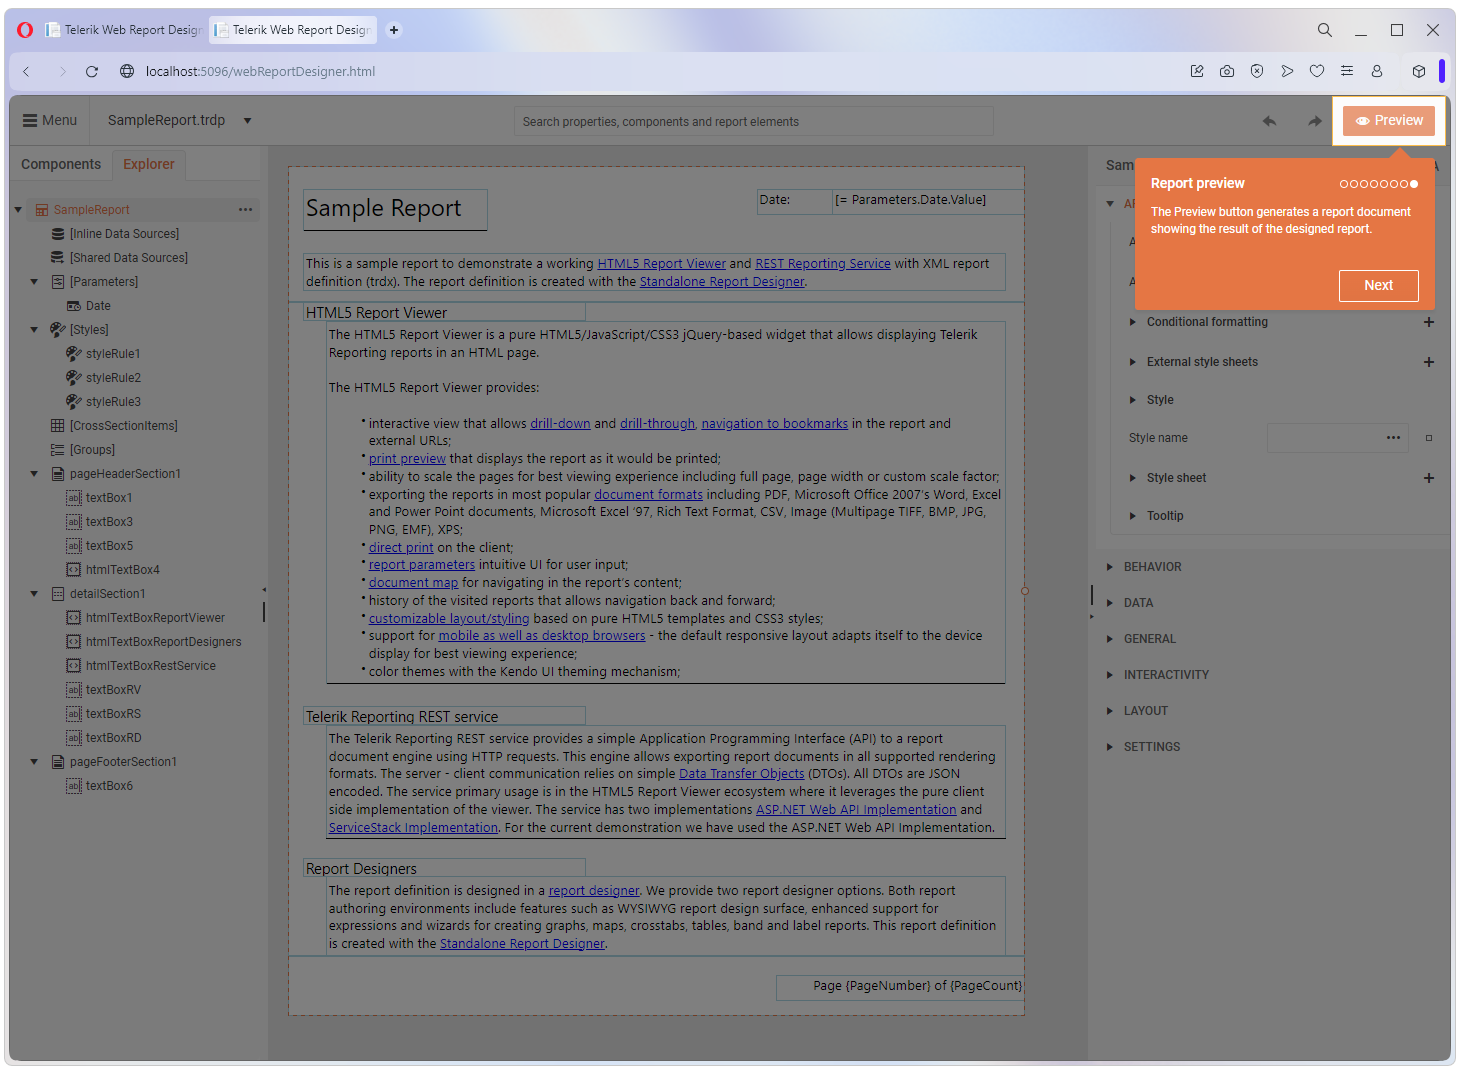 Telerik Web Report Desig
Telerik Web Report Desig
localhost:5096/webReportDesigner.html
Menu
SampleReport.trdp
Search properties, components and report elements
Preview
Components
Explorer
SampleReport
[Inline Data Sources]
[Shared Data Sources]
[Parameters]
Date
[Styles]
styleRule1
styleRule2
styleRule3
[CrossSectionItems]
[Groups]
pageHeaderSection1
textBox1
textBox3
textBox5
htmlTextBox4
detailSection1
htmlTextBoxReportViewer
htmlTextBoxReportDesigners
htmlTextBoxRestService
textBoxRV
textBoxRS
textBoxRD
pageFooterSection1
textBox6
Sample Report
Date:
[= Parameters.Date.Value]
This is a sample report to demonstrate a working HTML5 Report Viewer and REST Reporting Service with XML report
definition (trdx). The report definition is created with the Standalone Report Designer.
HTML5 Report Viewer
The HTML5 Report Viewer is a pure HTML5/JavaScript/CSS3 jQuery-based widget that allows displaying Telerik
Reporting reports in an HTML page.
The HTML5 Report Viewer provides:
• interactive view that allows drill-down and drill-through, navigation to bookmarks in the report and
external URLs;
• print preview that displays the report as it would be printed;
• ability to scale the pages for best viewing experience including full page, page width or custom scale factor;
• exporting the reports in most popular document formats including PDF, Microsoft Office 2007's Word, Excel
and Power Point documents, Microsoft Excel '97, Rich Text Format, CSV, Image (Multipage TIFF, BMP, JPG,
PNG, EMF), XPS;
• direct print on the client;
• report parameters intuitive UI for user input;
• document map for navigating in the report's content;
• history of the visited reports that allows navigation back and forward;
• customizable layout/styling based on pure HTML5 templates and CSS3 styles;
• support for mobile as well as desktop browsers - the default responsive layout adapts itself to the device
display for best viewing experience;
• color themes with the Kendo UI theming mechanism;
Telerik Reporting REST service
The Telerik Reporting REST service provides a simple Application Programming Interface (API) to a report
document engine using HTTP requests. This engine allows exporting report documents in all supported rendering
formats. The server - client communication relies on simple Data Transfer Objects (DTOs). All DTOs are JSON
encoded. The service primary usage is in the HTML5 Report Viewer ecosystem where it leverages the pure client
side implementation of the viewer. The service has two implementations ASP.NET Web API Implementation and
ServiceStack Implementation. For the current demonstration we have used the ASP.NET Web API Implementation.
Report Designers
The report definition is designed in a report designer. We provide two report designer options. Both report
authoring environments include features such as WYSIWYG report design surface, enhanced support for
expressions and wizards for creating graphs, maps, crosstabs, tables, band and label reports. This report definition
is created with the Standalone Report Designer.
Page {PageNumber} of {PageCount}
Sam
Report preview
The Preview button generates a report document
showing the result of the designed report.
Next
Conditional formatting
External style sheets
Style
Style name
Style sheet
Tooltip
BEHAVIOR
DATA
GENERAL
INTERACTIVITY
LAYOUT
SETTINGS